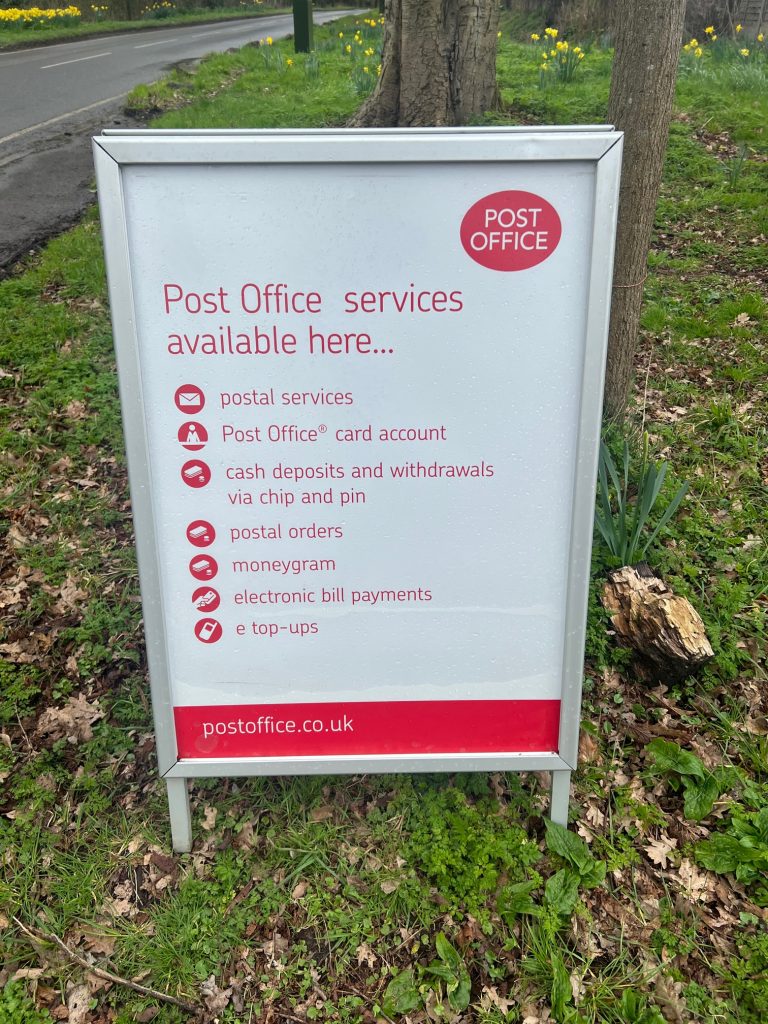 POST
OFFICE
Post Office services
available here...
postal services
Post Office® card account
cash deposits and withdrawals
via chip and pin
postal orders
moneygram
electronic bill payments
e top-ups
postoffice.co.uk